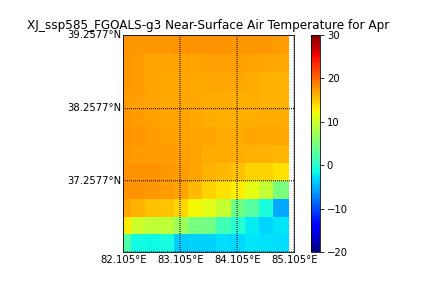 XJ_ssp585_FGOALS-g3 Near-Surface Air Temperature for Apr
39.2577°N
38.2577°N
37.2577°N
82.105°E 83.105°E 84.105°E 85.105°E
30
20
10
0
−10
−20